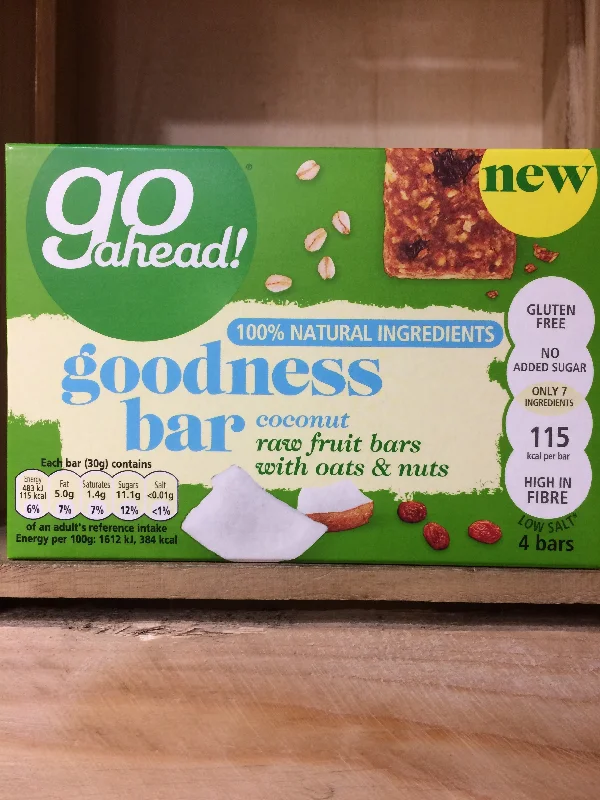 go
ahead!
new
100% NATURAL INGREDIENTS
goodness
bar
coconut
raw fruit bars
with oats & nuts
GLUTEN
FREE
NO
ADDED SUGAR
ONLY 7
INGREDIENTS
115
kcal per bar
HIGH IN
FIBRE
LOW SALT*
4 bars
Each bar (30g) contains
Energy
483 kJ
115 kcal
6%
Fat
5.0g
7%
Saturates
1.4g
7%
Sugars
11.1g
12%
Salt
<0.01g
<1%
of an adult's reference intake
Energy per 100g: 1612 kJ, 384 kcal